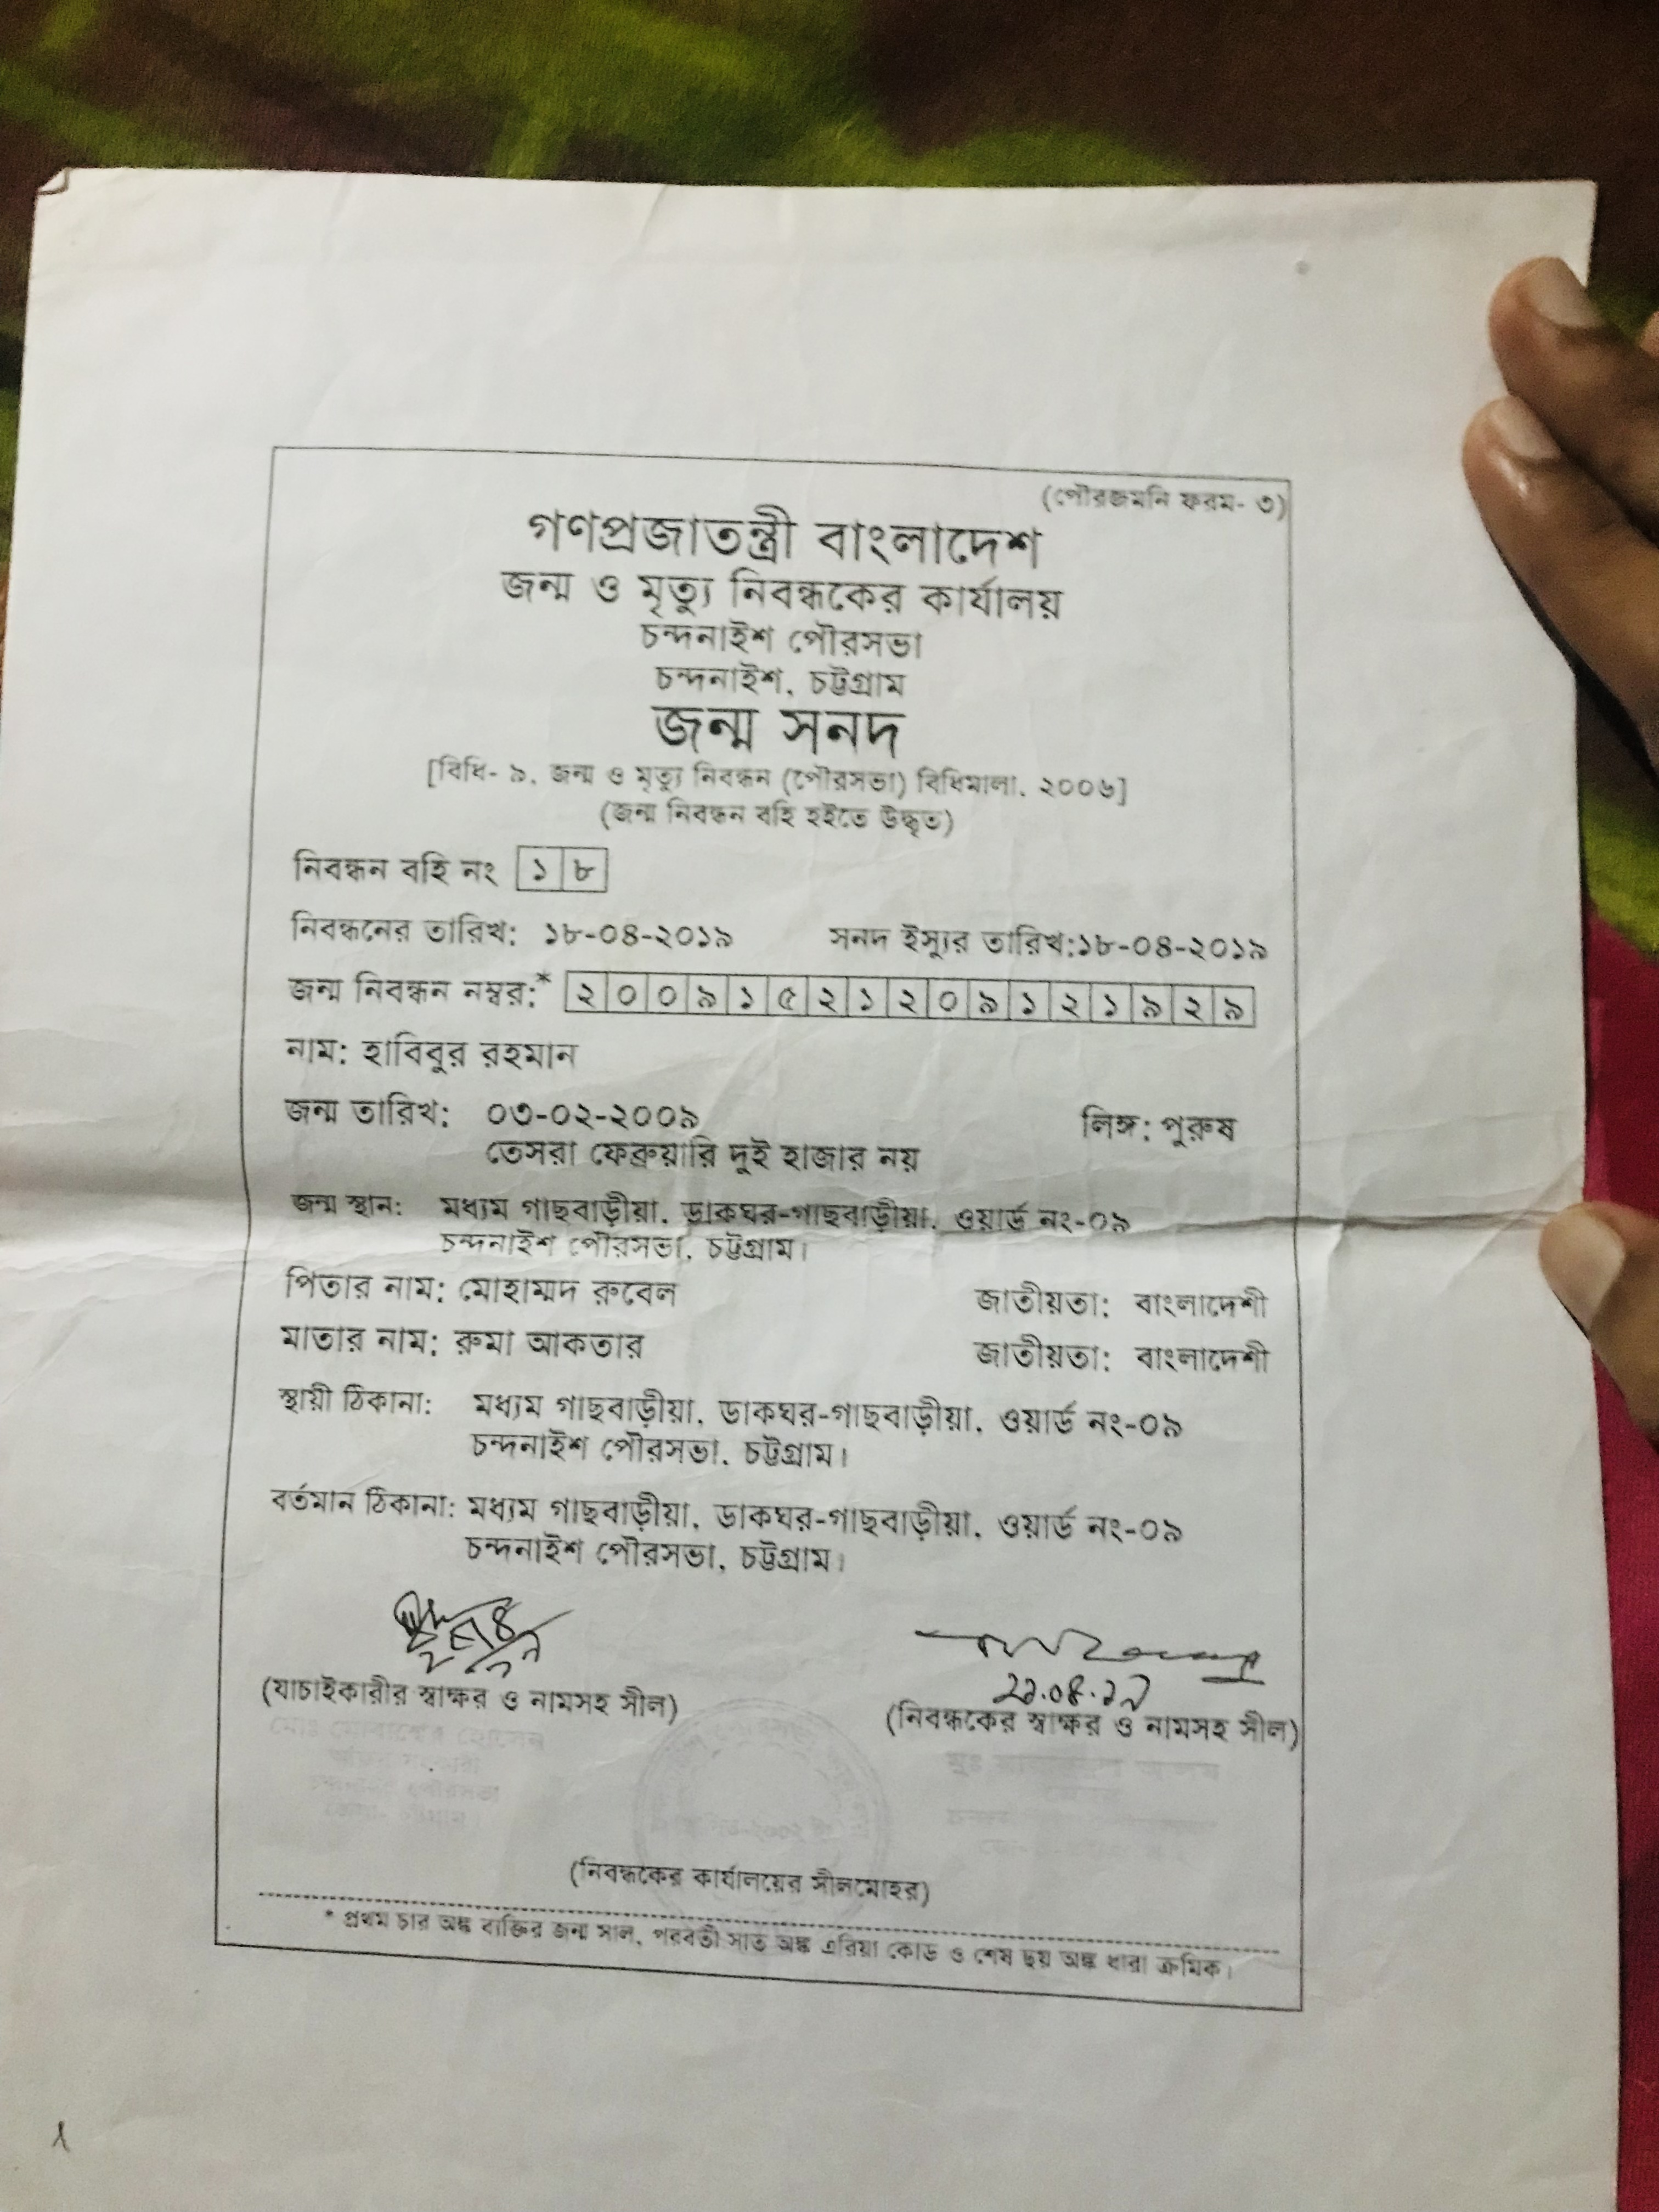 (পৌরজমনি ফরম- ৩)
গণপ্রজাতন্ত্রী বাংলাদেশ
জন্ম ও মৃত্যু নিবন্ধকের কার্যালয়
চন্দনাইশ পৌরসভা
চন্দনাইশ, চট্টগ্রাম
জন্ম সনদ
[বিধি- ৯, জন্ম ও মৃত্যু নিবন্ধন (পৌরসভা) বিধিমালা, ২০০৬]
(জন্ম নিবন্ধন বহি হইতে উদ্ধৃত)
নিবন্ধন বহি নং ১৮
নিবন্ধনের তারিখ: ১৮-০৪-২০১৯ সনদ ইস্যুর তারিখ:১৮-০৪-২০১৯
জন্ম নিবন্ধন নম্বর:* ২০০৯১৫২১২০৯১২১৯২৯
নাম: হাবিবুর রহমান
জন্ম তারিখ: ০৩-০২-২০০৯ লিঙ্গ: পুরুষ
তেসরা ফেব্রুয়ারি দুই হাজার নয়
জন্ম স্থান: মধ্যম গাছবাড়ীয়া, ডাকঘর-গাছবাড়ীয়া, ওয়ার্ড নং-০৯
চন্দনাইশ পৌরসভা, চট্টগ্রাম।
পিতার নাম: মোহাম্মদ রুবেল জাতীয়তা: বাংলাদেশী
মাতার নাম: রুমা আকতার জাতীয়তা: বাংলাদেশী
স্থায়ী ঠিকানা: মধ্যম গাছবাড়ীয়া, ডাকঘর-গাছবাড়ীয়া, ওয়ার্ড নং-০৯
চন্দনাইশ পৌরসভা, চট্টগ্রাম।
বর্তমান ঠিকানা: মধ্যম গাছবাড়ীয়া, ডাকঘর-গাছবাড়ীয়া, ওয়ার্ড নং-০৯
চন্দনাইশ পৌরসভা, চট্টগ্রাম।
(যাচাইকারীর স্বাক্ষর ও নামসহ সীল)
(নিবন্ধকের স্বাক্ষর ও নামসহ সীল)
(নিবন্ধকের কার্যালয়ের সীলমোহর)
* প্রথম চার অঙ্ক ব্যক্তির জন্ম সাল, পরবর্তী সাত অঙ্ক এরিয়া কোড ও শেষ ছয় অঙ্ক ধারা ক্রমিক।